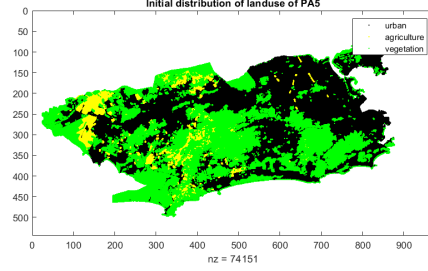 Initial distribution of landuse of PA5
urban
agriculture
vegetation
0
50
100
150
200
250
300
350
400
450
500
0 100 200 300 400 500 600 700 800 900
nz = 74151